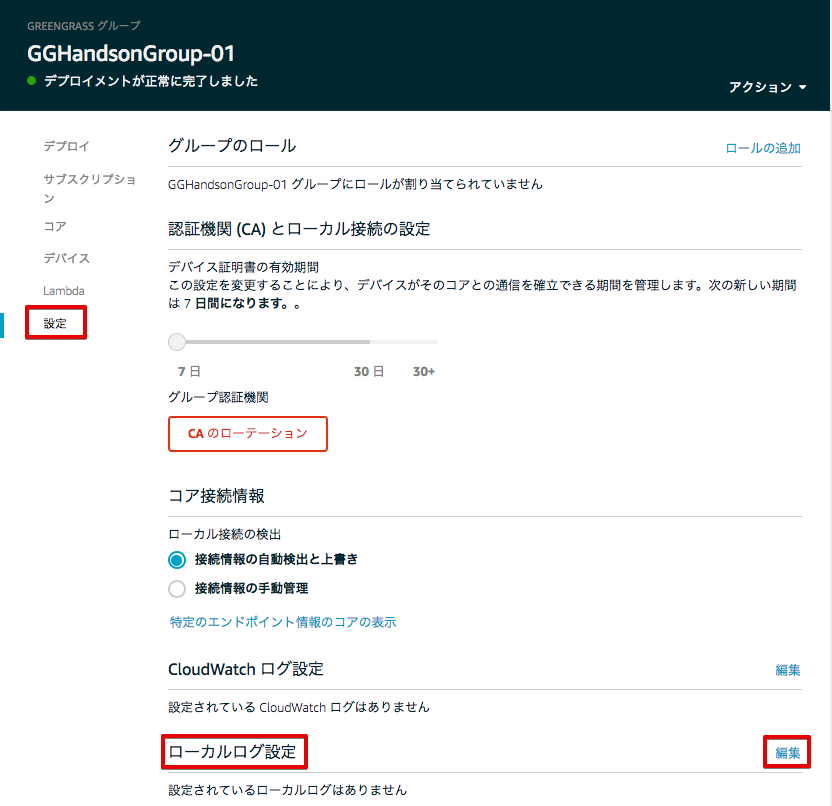 GREENGRASS グループ
GGHandsonGroup-01
デプロイメントが正常に完了しました
アクション
デプロイ
サブスクリプショ
ン
コア
デバイス
Lambda
設定
グループのロール
ロールの追加
GGHandsonGroup-01 グループにロールが割り当てられていません
認証機関 (CA) とローカル接続の設定
デバイス証明書の有効期間
この設定を変更することにより、デバイスがそのコアとの通信を確立できる期間を管理します。次の新しい期間
は 7 日間になります。。
7 日 30 日 30+
グループ認証機関
CA のローテーション
コア接続情報
ローカル接続の検出
接続情報の自動検出と上書き
接続情報の手動管理
特定のエンドポイント情報のコアの表示
CloudWatch ログ設定
編集
設定されている CloudWatch ログはありません
ローカルログ設定
編集
設定されているローカルログはありません